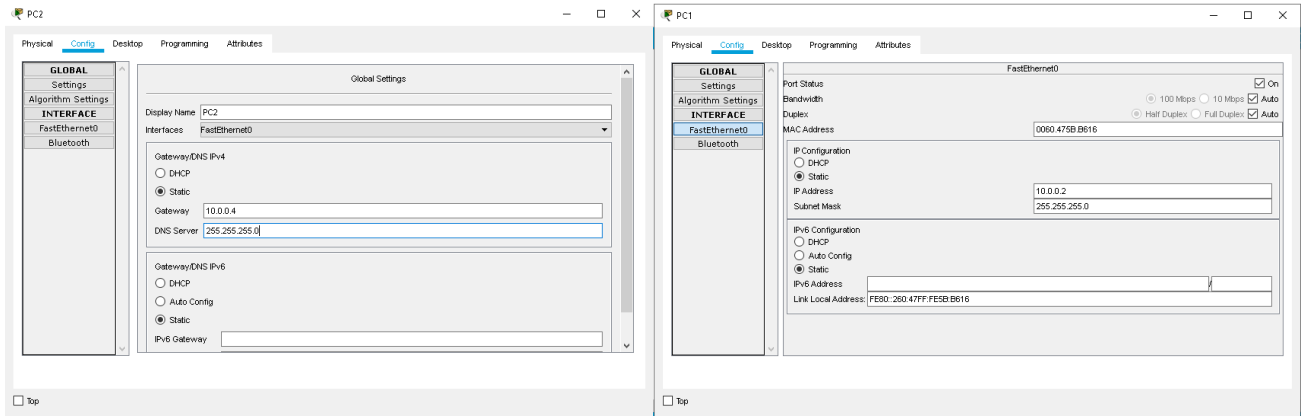 PC2
Physical Config Desktop Programming Attributes
GLOBAL
Settings
Algorithm Settings
INTERFACE
FastEthernet0
Bluetooth
Global Settings
Display Name PC2
Interfaces FastEthernet0
Gateway/DNS IPv4
DHCP
Static
Gateway 10.0.0.4
DNS Server 255.255.255.0
Gateway/DNS IPv6
DHCP
Auto Config
Static
IPv6 Gateway
Top
PC1
Physical Config Desktop Programming Attributes
GLOBAL
Settings
Algorithm Settings
INTERFACE
FastEthernet0
Bluetooth
FastEthernet0
Port Status On
Bandwidth 100 Mbps 10 Mbps Auto
Duplex Half Duplex Full Duplex Auto
MAC Address 0060.475B.B616
IP Configuration
DHCP
Static
IP Address 10.0.0.2
Subnet Mask 255.255.255.0
IPv6 Configuration
DHCP
Auto Config
Static
IPv6 Address /
Link Local Address: FE80::260:47FF:FE5B:B616
Top